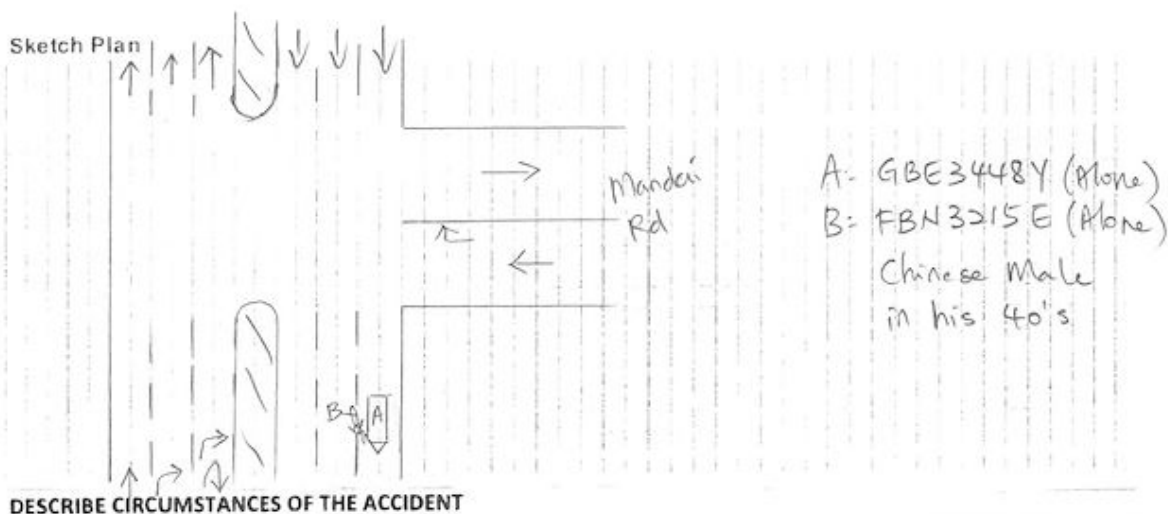 Sketch Plan
Mandai
Rd
A:- GBE3448Y (Alone)
B:- FBN3215E (Alone)
Chinese Male
in his 40's
B
A
DESCRIBE CIRCUMSTANCES OF THE ACCIDENT